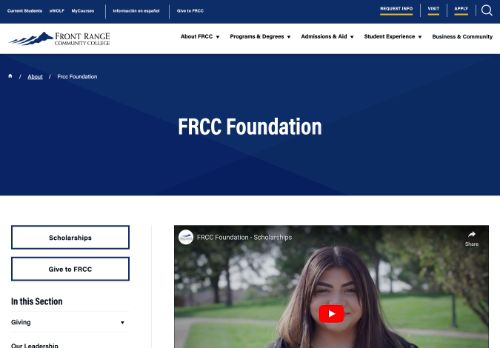 Current Students eWOLF MyCourses Información en español Give to FRCC REQUEST INFO VISIT APPLY
FRONT RANGE
COMMUNITY COLLEGE
About FRCC Programs & Degrees Admissions & Aid Student Experience Business & Community
/ About / Frcc Foundation
FRCC Foundation
Scholarships
Give to FRCC
In this Section
Giving
Our Leadership
FRCC Foundation - Scholarships
Share